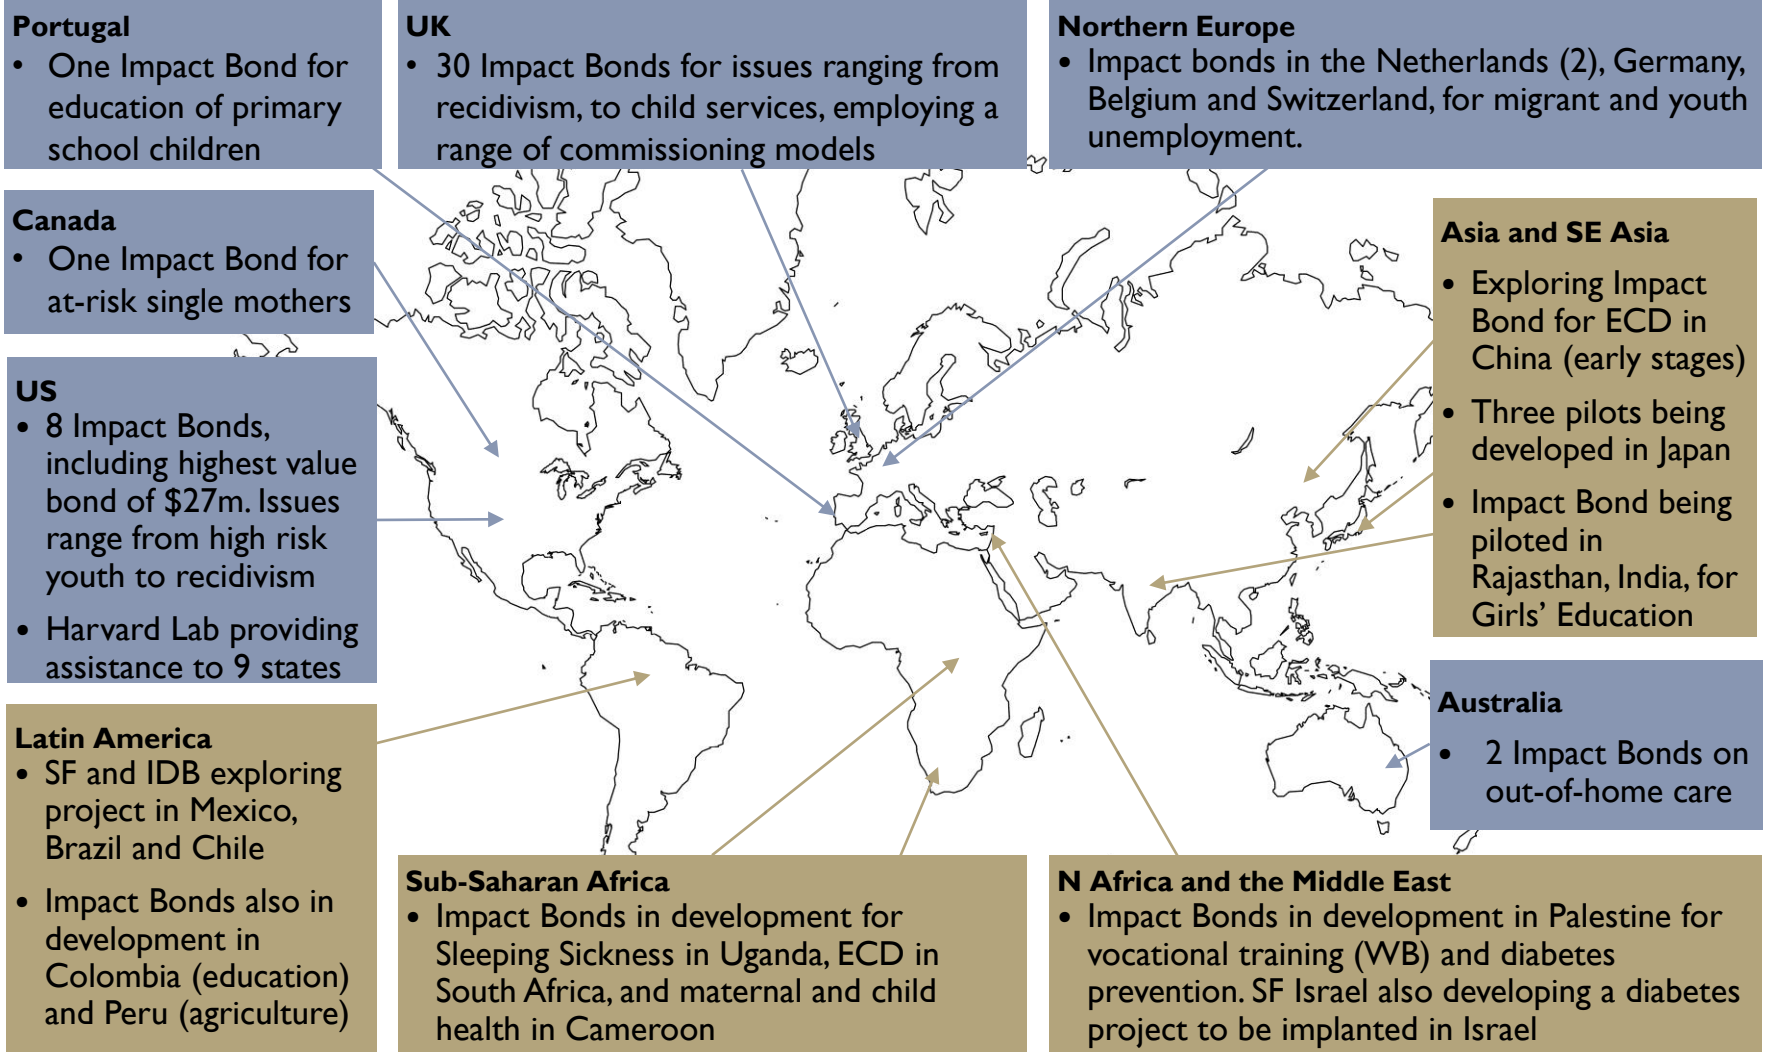 Portugal
• One Impact Bond for
education of primary
school children
UK
• 30 Impact Bonds for issues ranging from
recidivism, to child services, employing a
range of commissioning models
Northern Europe
• Impact bonds in the Netherlands (2), Germany,
Belgium and Switzerland, for migrant and youth
unemployment.
Canada
• One Impact Bond for
at-risk single mothers
US
• 8 Impact Bonds,
including highest value
bond of $27m. Issues
range from high risk
youth to recidivism
• Harvard Lab providing
assistance to 9 states
Asia and SE Asia
• Exploring Impact
Bond for ECD in
China (early stages)
• Three pilots being
developed in Japan
• Impact Bond being
piloted in
Rajasthan, India, for
Girls’ Education
Australia
• 2 Impact Bonds on
out-of-home care
Latin America
• SF and IDB exploring
project in Mexico,
Brazil and Chile
• Impact Bonds also in
development in
Colombia (education)
and Peru (agriculture)
Sub-Saharan Africa
• Impact Bonds in development for
Sleeping Sickness in Uganda, ECD in
South Africa, and maternal and child
health in Cameroon
N Africa and the Middle East
• Impact Bonds in development in Palestine for
vocational training (WB) and diabetes
prevention. SF Israel also developing a diabetes
project to be implanted in Israel